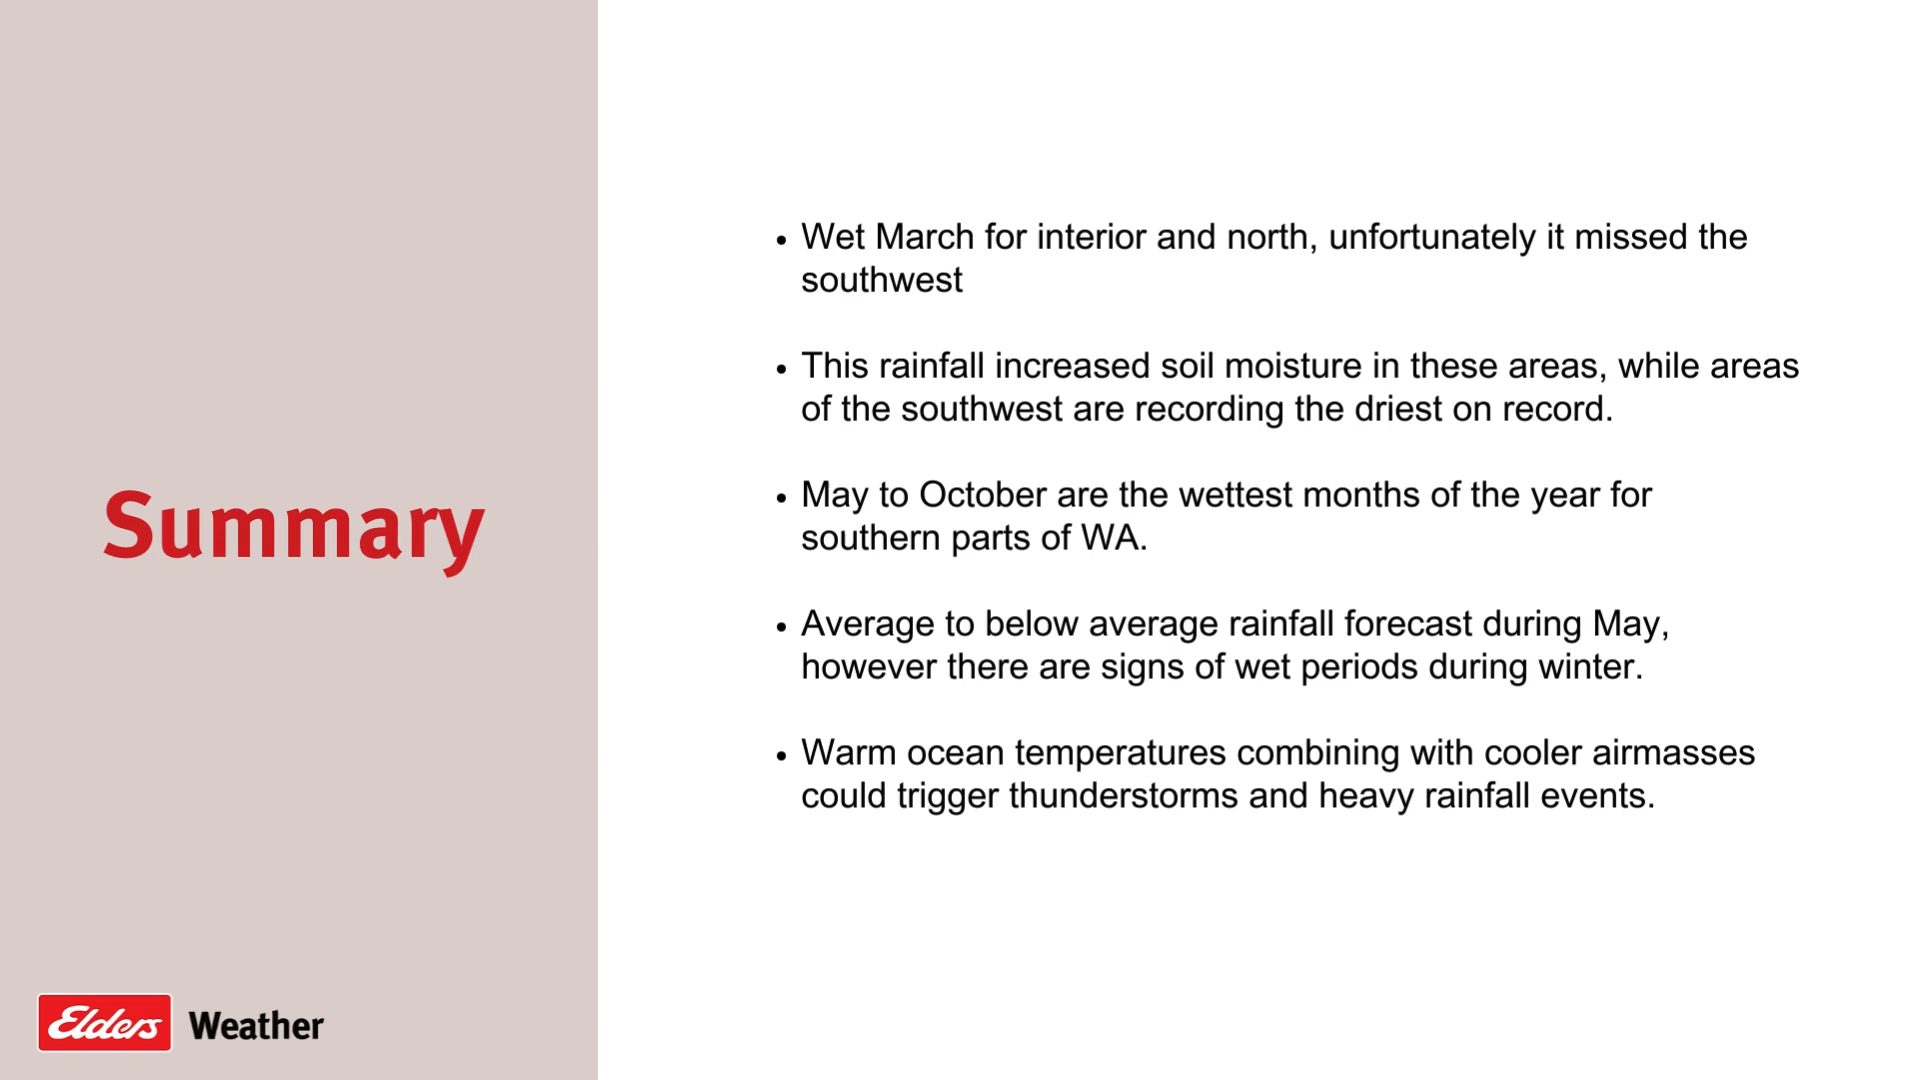 Summary
• Wet March for interior and north, unfortunately it missed the
southwest
• This rainfall increased soil moisture in these areas, while areas
of the southwest are recording the driest on record.
• May to October are the wettest months of the year for
southern parts of WA.
• Average to below average rainfall forecast during May,
however there are signs of wet periods during winter.
• Warm ocean temperatures combining with cooler airmasses
could trigger thunderstorms and heavy rainfall events.
Elders Weather